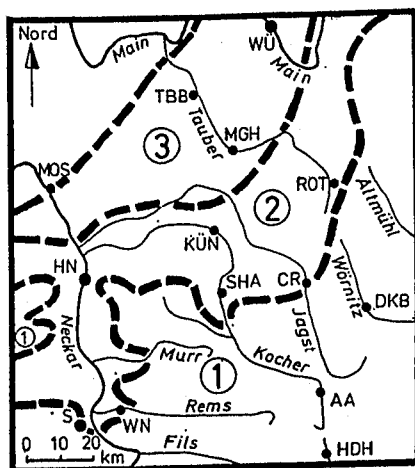 Nord
Main
WÜ
Main
TBB
Tauber
MGH
③
MOS
ROT
Altmühl
②
KÜN
HN
SHA
CR
Wörnitz
DKB
①
Neckar
Jagst
Kocher
Murr
①
AA
Rems
S
WN
Fils
0 10 20
km
HDH